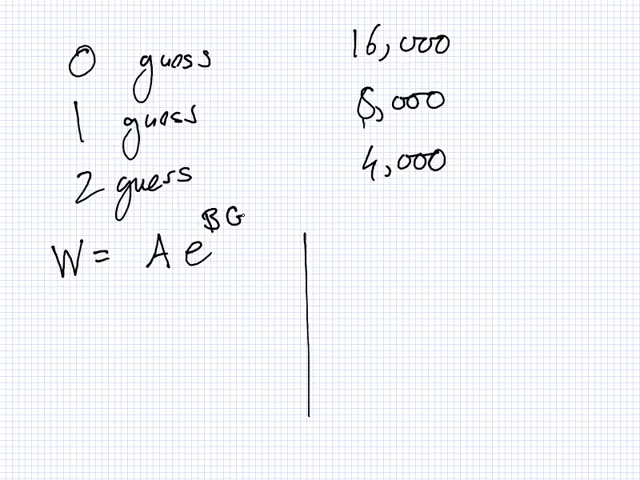 0 guess 16,000
1 guess 8,000
2 guess 4,000
W = A e^BG